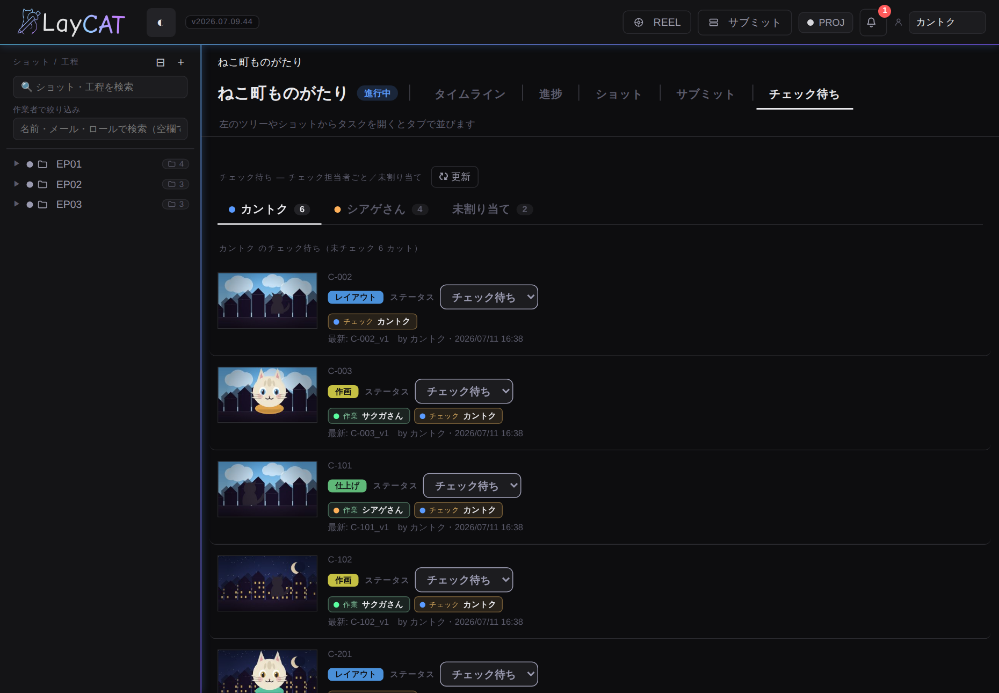 LayCAT
v2026.07.09.44
REEL
サブミット
PROJ
1
カントク
ショット / 工程
ショット・工程を検索
作業者で絞り込み
名前・メール・ロールで検索（空欄で
EP01 4
EP02 3
EP03 3
ねこ町ものがたり
ねこ町ものがたり 進行中 タイムライン 進捗 ショット サブミット チェック待ち
左のツリーやショットからタスクを開くとタブで並びます
チェック待ち — チェック担当者ごと／未割り当て 更新
カントク 6 シアゲさん 4 未割り当て 2
カントク のチェック待ち（未チェック 6 カット）
C-002
レイアウト ステータス チェック待ち
チェック カントク
最新: C-002_v1 by カントク・2026/07/11 16:38
C-003
作画 ステータス チェック待ち
作業 サクガさん チェック カントク
最新: C-003_v1 by カントク・2026/07/11 16:38
C-101
仕上げ ステータス チェック待ち
作業 シアゲさん チェック カントク
最新: C-101_v1 by カントク・2026/07/11 16:38
C-102
作画 ステータス チェック待ち
作業 サクガさん チェック カントク
最新: C-102_v1 by カントク・2026/07/11 16:38
C-201
レイアウト ステータス チェック待ち